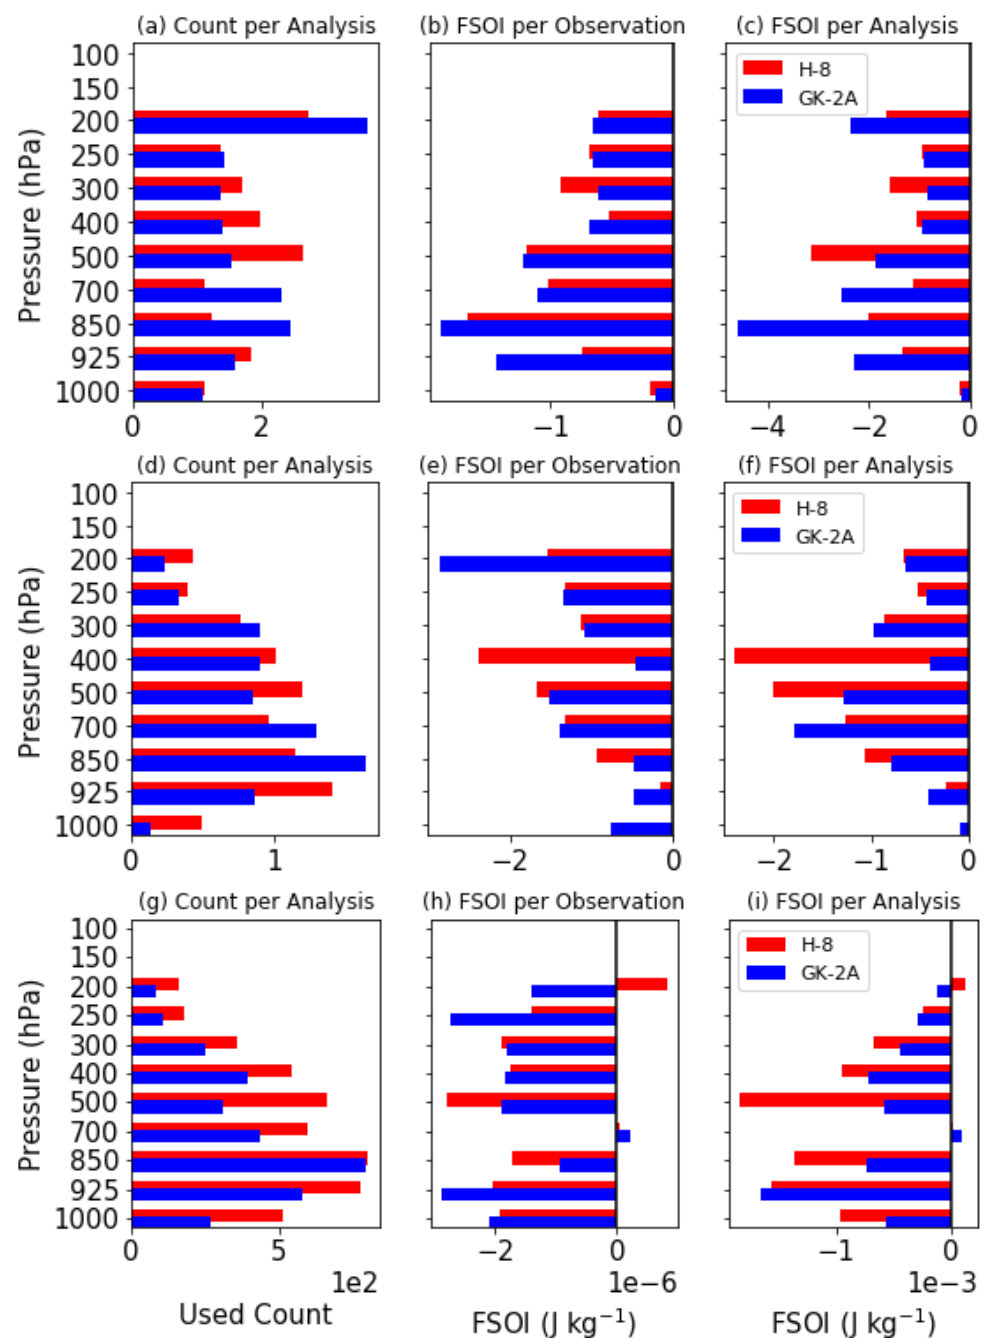 (a) Count per Analysis
(b) FSOI per Observation
(c) FSOI per Analysis
Pressure (hPa)
100
150
200
250
300
400
500
700
850
925
1000
0
2
−1
0
H-8
GK-2A
−4
−2
0
(d) Count per Analysis
(e) FSOI per Observation
(f) FSOI per Analysis
Pressure (hPa)
100
150
200
250
300
400
500
700
850
925
1000
0
1
−2
0
H-8
GK-2A
−2
−1
0
(g) Count per Analysis
(h) FSOI per Observation
(i) FSOI per Analysis
Pressure (hPa)
100
150
200
250
300
400
500
700
850
925
1000
0
5
1e2
Used Count
−2
0
1e−6
FSOI (J kg⁻¹)
H-8
GK-2A
−1
0
1e−3
FSOI (J kg⁻¹)